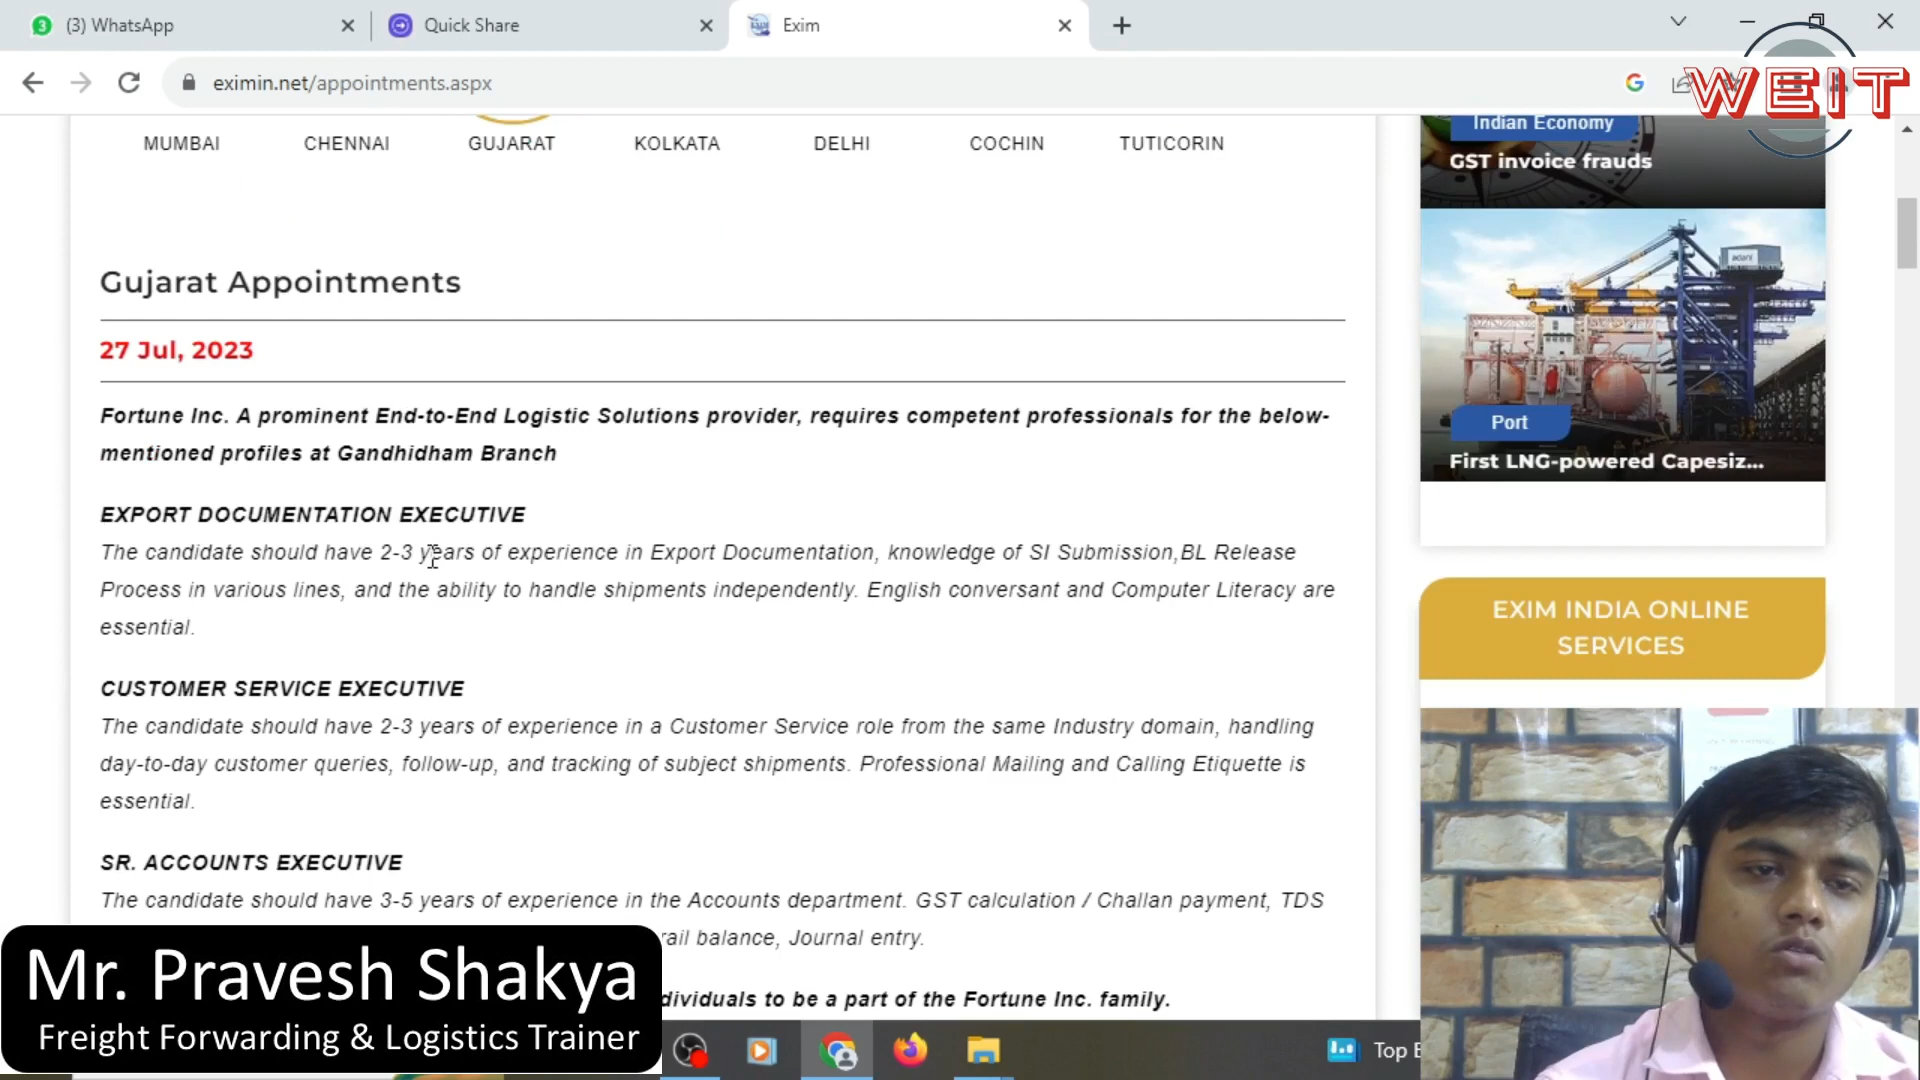 3 (3) WhatsApp
Quick Share
Exim
eximin.net/appointments.aspx
WEIT
MUMBAI CHENNAI GUJARAT KOLKATA DELHI COCHIN TUTICORIN
Gujarat Appointments
27 Jul, 2023
Fortune Inc. A prominent End-to-End Logistic Solutions provider, requires competent professionals for the below-
mentioned profiles at Gandhidham Branch
EXPORT DOCUMENTATION EXECUTIVE
The candidate should have 2-3 years of experience in Export Documentation, knowledge of SI Submission,BL Release
Process in various lines, and the ability to handle shipments independently. English conversant and Computer Literacy are
essential.
CUSTOMER SERVICE EXECUTIVE
The candidate should have 2-3 years of experience in a Customer Service role from the same Industry domain, handling
day-to-day customer queries, follow-up, and tracking of subject shipments. Professional Mailing and Calling Etiquette is
essential.
SR. ACCOUNTS EXECUTIVE
The candidate should have 3-5 years of experience in the Accounts department. GST calculation / Challan payment, TDS
rail balance, Journal entry.
dividuals to be a part of the Fortune Inc. family.
Indian Economy
GST invoice frauds
adani
Port
First LNG-powered Capesiz...
EXIM INDIA ONLINE
SERVICES
Mr. Pravesh Shakya
Freight Forwarding & Logistics Trainer
Top E